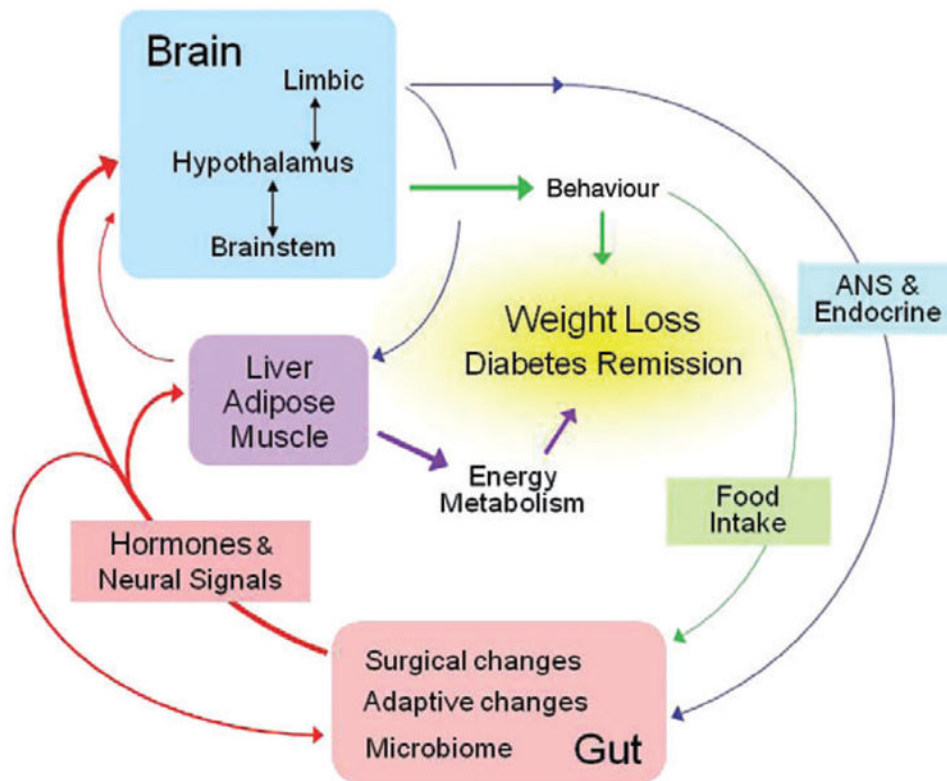 Brain
Limbic
Hypothalamus
Brainstem
Behaviour
ANS &
Endocrine
Weight Loss
Diabetes Remission
Liver
Adipose
Muscle
Energy
Metabolism
Food
Intake
Hormones &
Neural Signals
Surgical changes
Adaptive changes
Microbiome
Gut